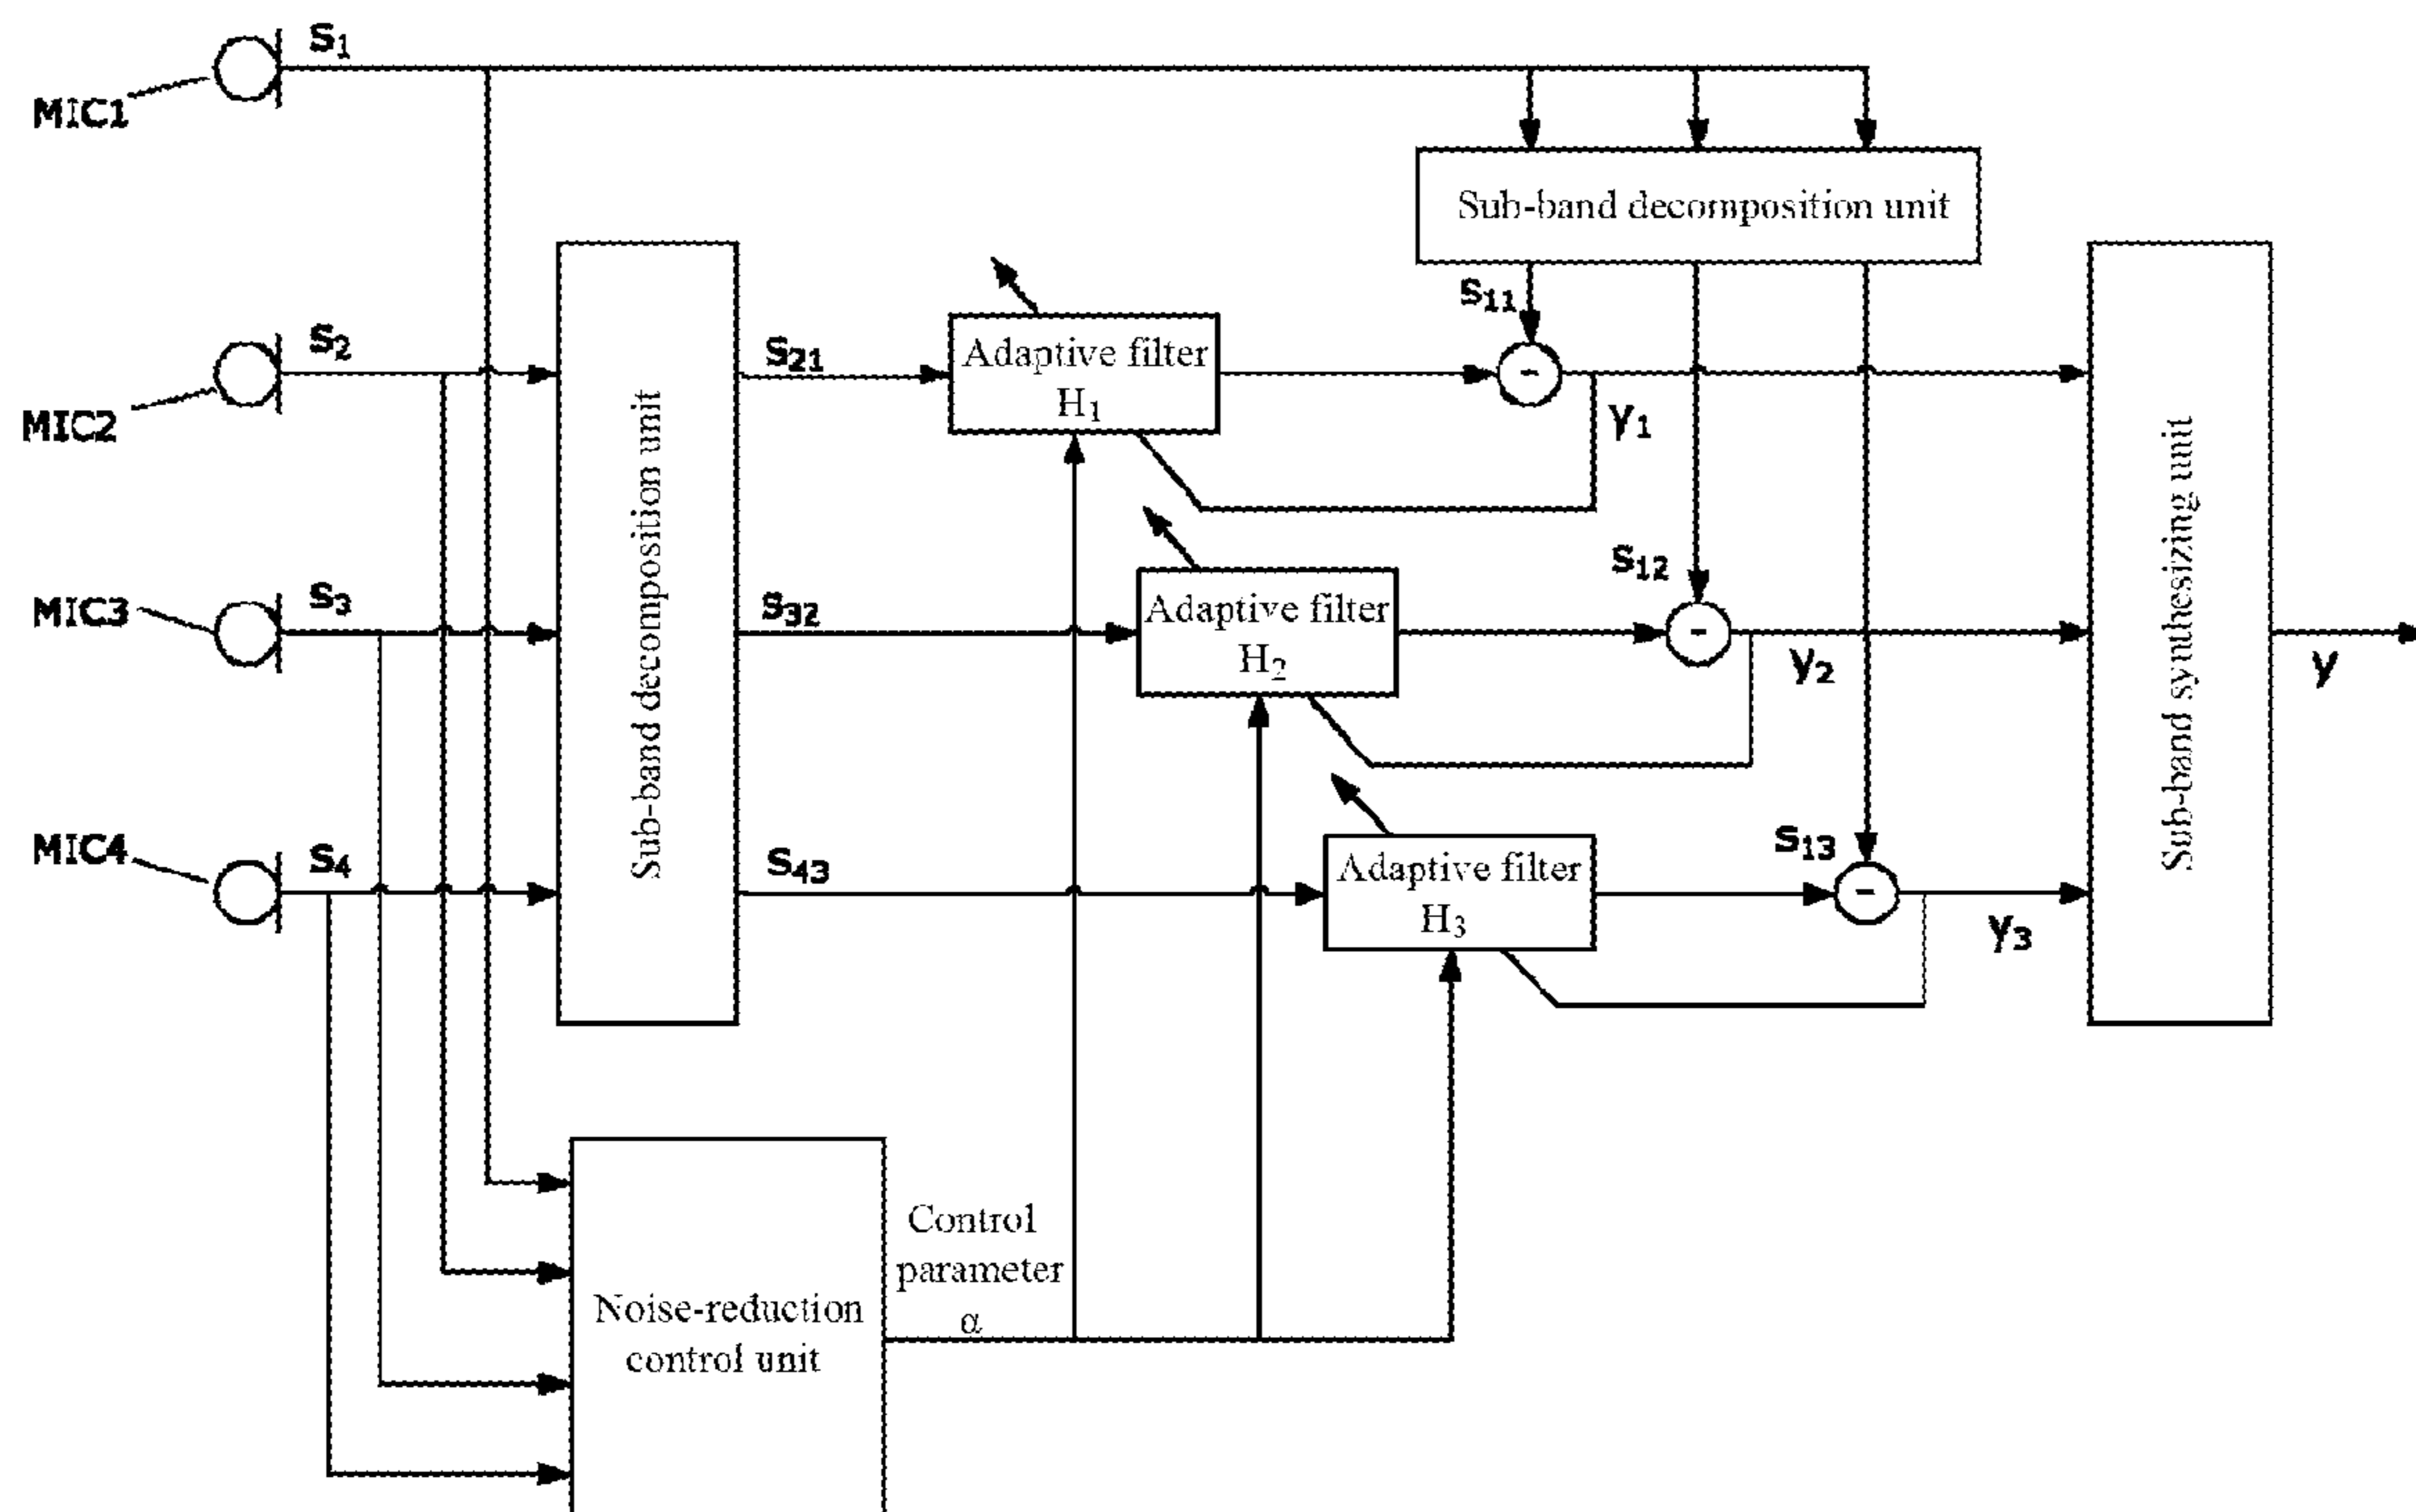 S1
MIC1
Sub-band decomposition unit
S11
S2
MIC2
Sub-band decomposition unit
S21
Adaptive filter
H1
-
y1
Sub-band synthesizing unit
S12
MIC3
S3
S32
Adaptive filter
H2
-
y2
y
S13
MIC4
S4
S43
Adaptive filter
H3
-
y3
Control
parameter
α
Noise-reduction
control unit